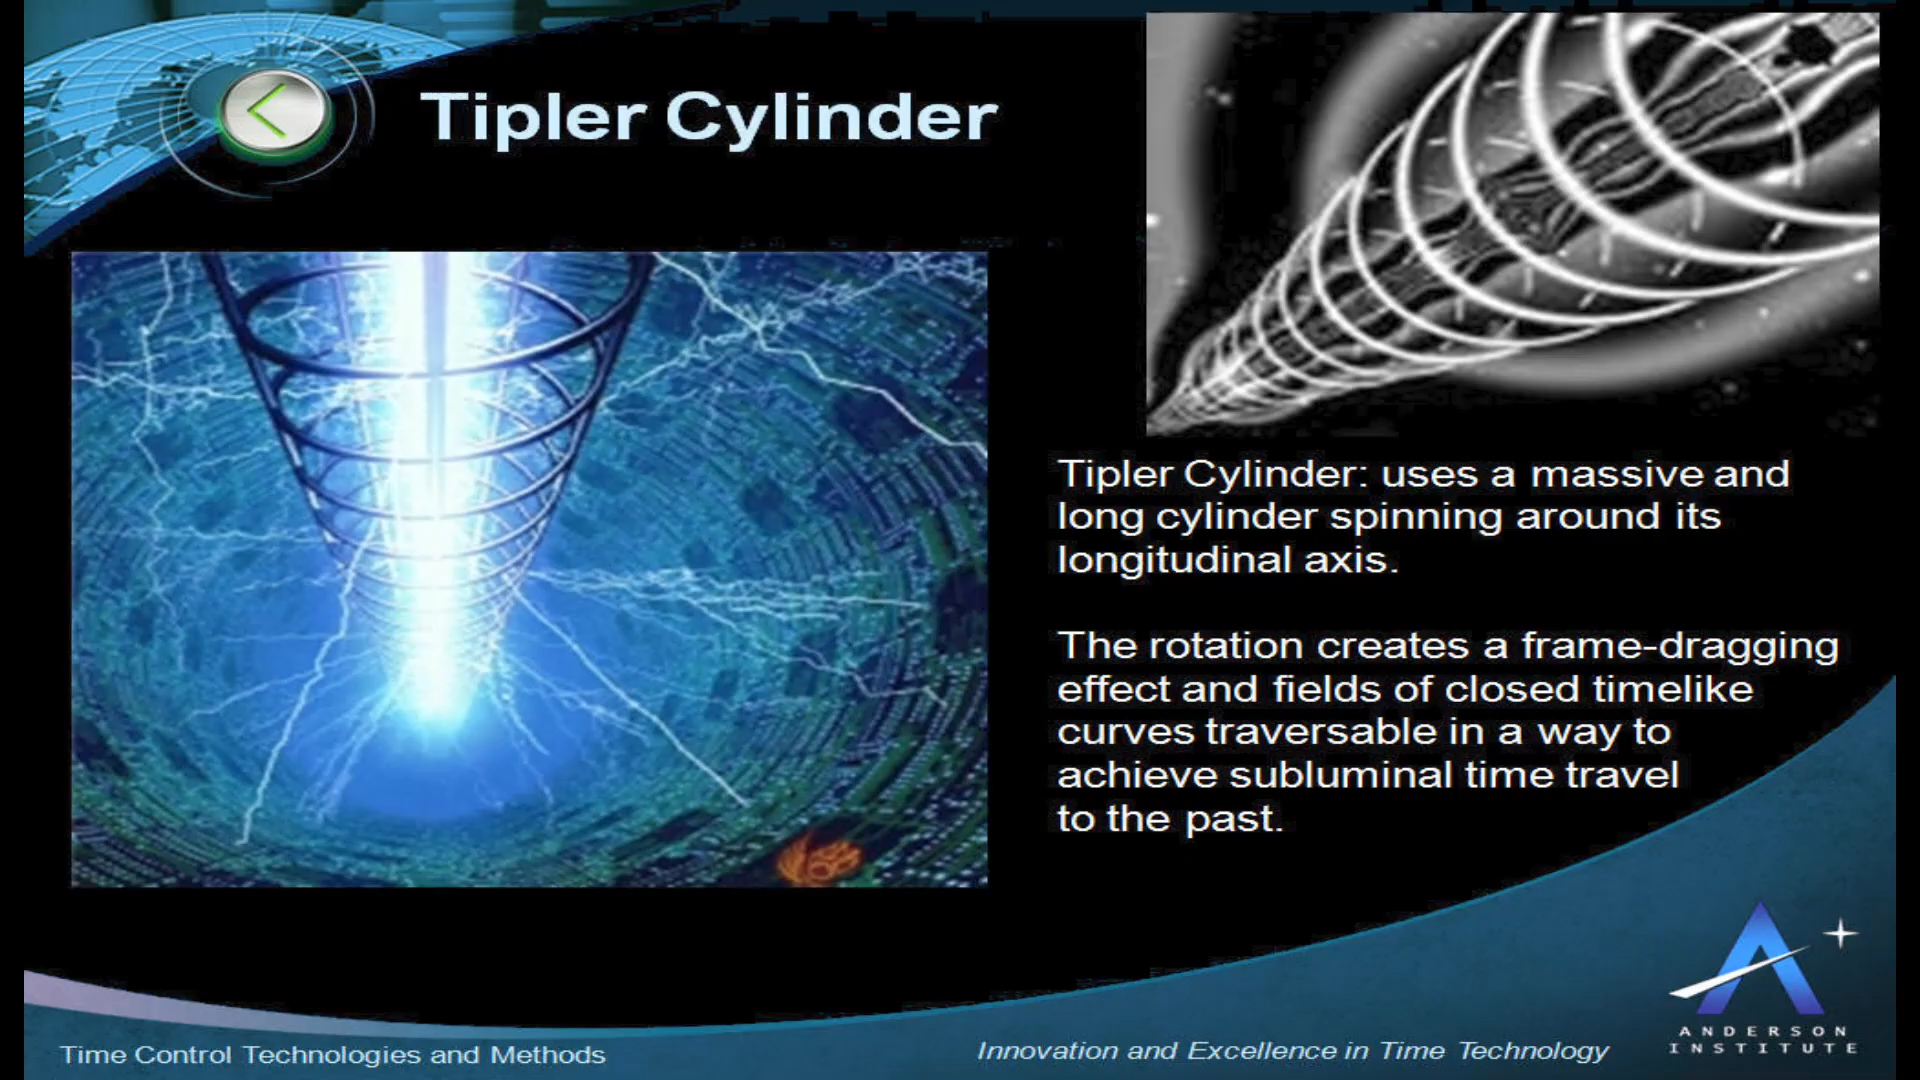 Tipler Cylinder
Tipler Cylinder: uses a massive and
long cylinder spinning around its
longitudinal axis.
The rotation creates a frame-dragging
effect and fields of closed timelike
curves traversable in a way to
achieve subluminal time travel
to the past.
Time Control Technologies and Methods
Innovation and Excellence in Time Technology
ANDERSON
INSTITUTE